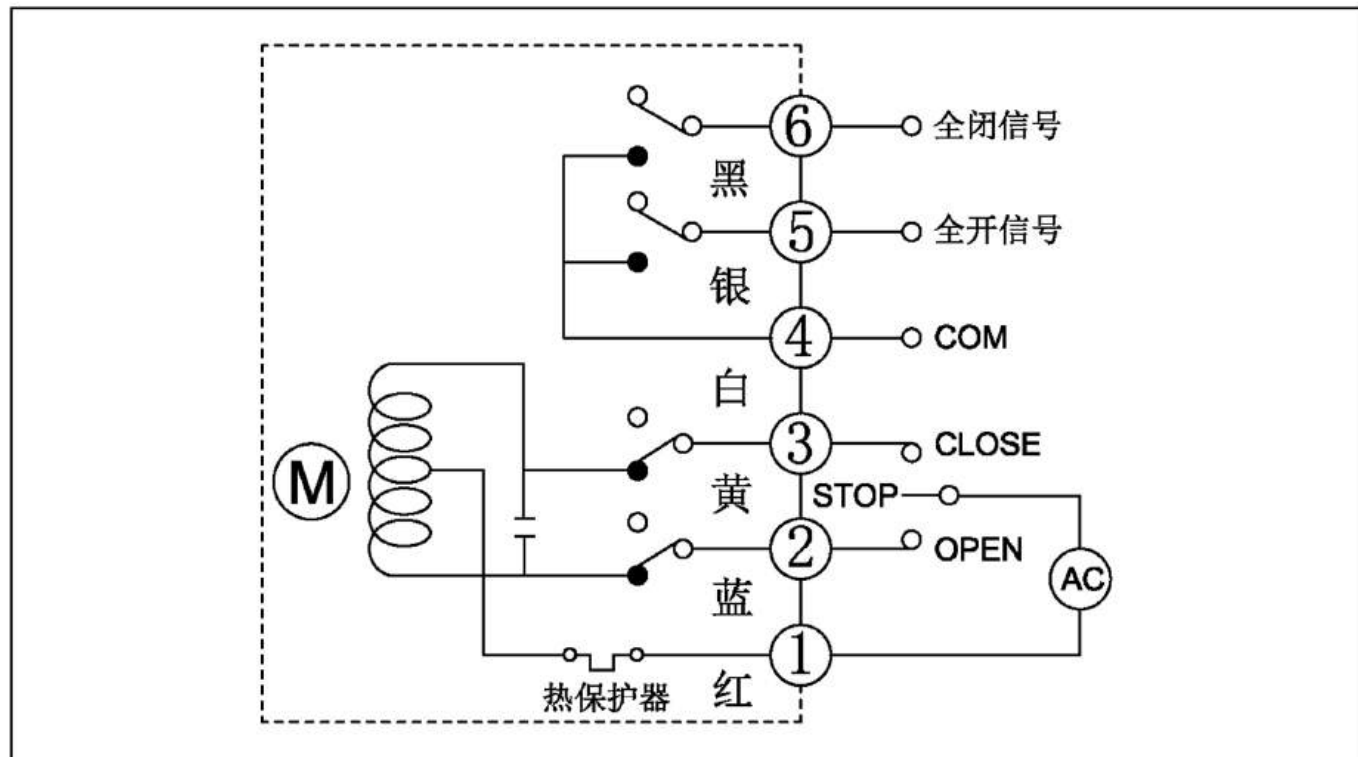 ⑥ 全闭信号
黑
⑤ 全开信号
银
④ COM
白
③ CLOSE
黄
STOP
M
② OPEN
AC
蓝
①
热保护器 红